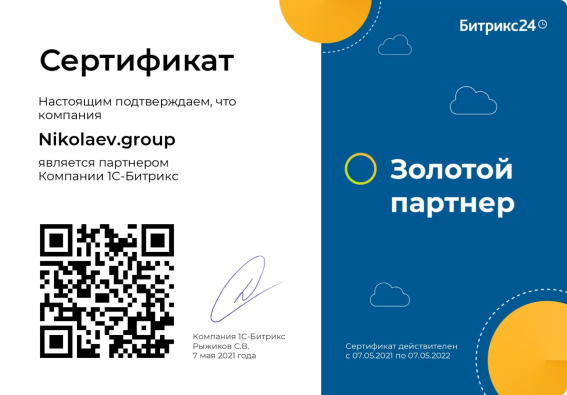 Сертификат
Настоящим подтверждаем, что
компания
Nikolaev.group
является партнером
Компании 1С-Битрикс
Компания 1С-Битрикс
Рыжиков С.В.
7 мая 2021 года
Битрикс24
Золотой
партнер
Сертификат действителен
с 07.05.2021 по 07.05.2022